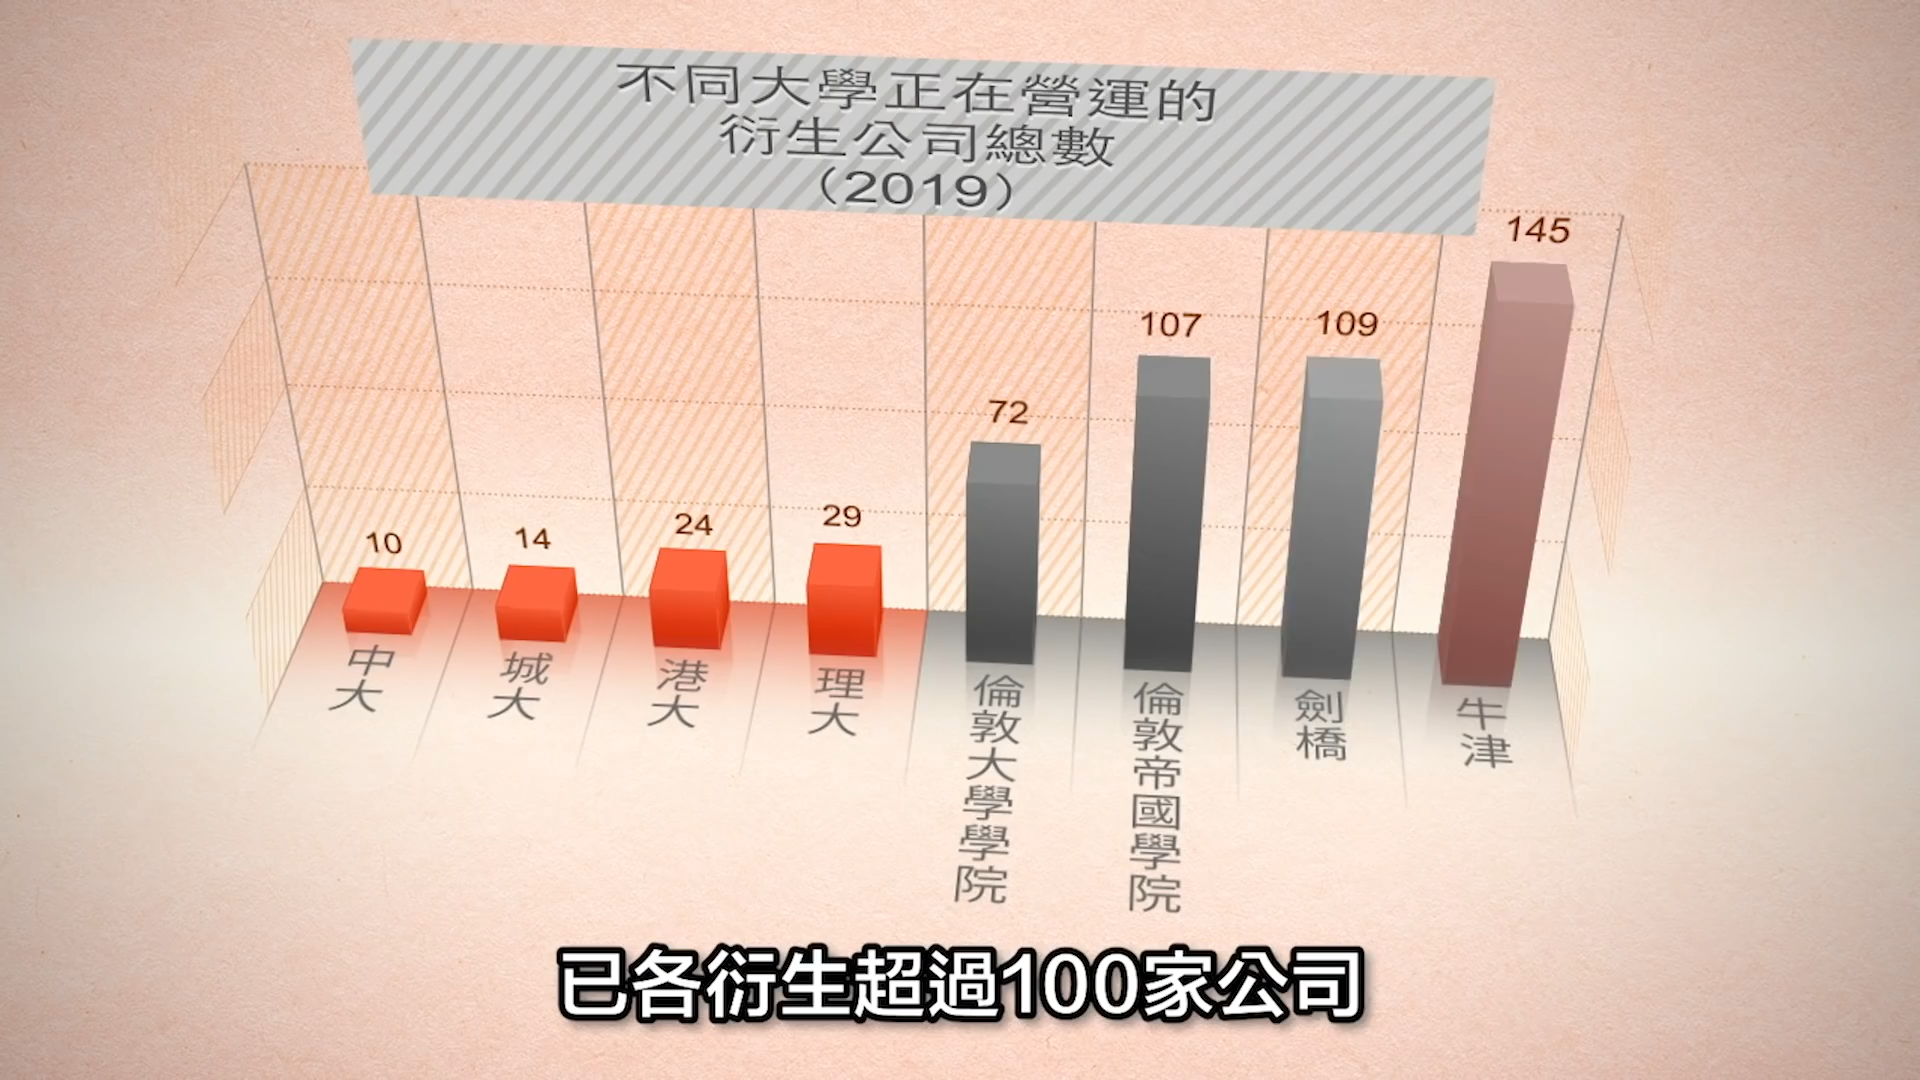 不同大學正在營運的
衍生公司總數
（2019）
10
14
24
29
72
107
109
145
中大
城大
港大
理大
倫敦大學學院
倫敦帝國學院
劍橋
牛津
已各衍生超過100家公司